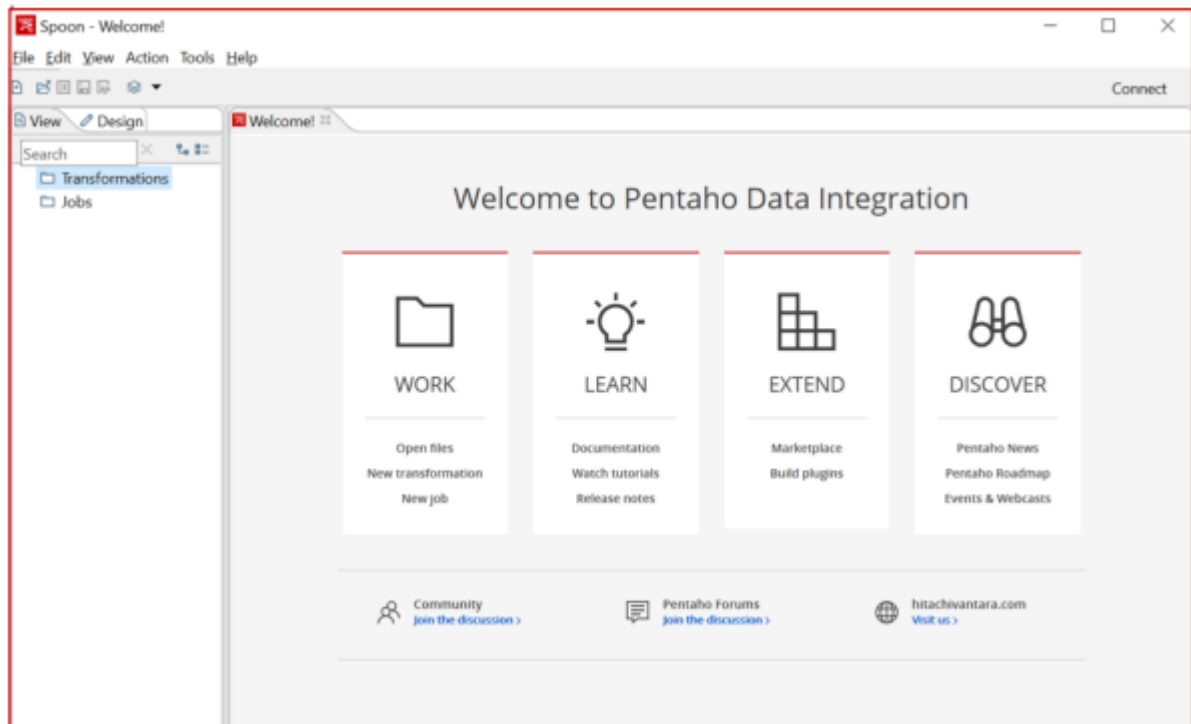 Spoon - Welcome!
File Edit View Action Tools Help
Connect
View Design
Welcome!
Search
Transformations
Jobs
Welcome to Pentaho Data Integration
WORK
Open files
New transformation
New job
LEARN
Documentation
Watch tutorials
Release notes
EXTEND
Marketplace
Build plugins
DISCOVER
Pentaho News
Pentaho Roadmap
Events & Webcasts
Community
Join the discussion >
Pentaho Forums
Join the discussion >
hitachivantara.com
Visit us >